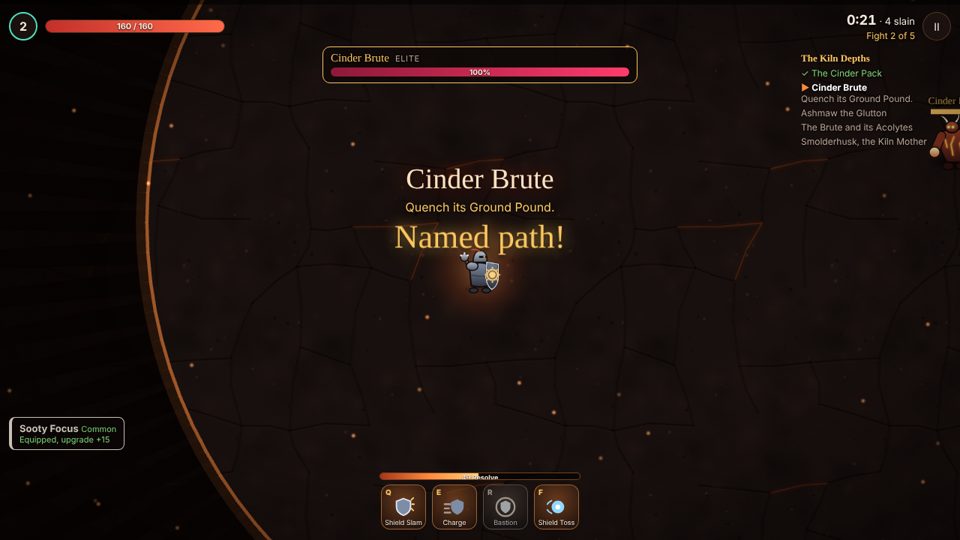 2
160 / 160
0:21 · 4 slain
Fight 2 of 5
Cinder Brute ELITE
100%
The Kiln Depths
✓ The Cinder Pack
▶ Cinder Brute
Quench its Ground Pound.
Ashmaw the Glutton
The Brute and its Acolytes
Smolderhusk, the Kiln Mother
Cinder
Cinder Brute
Quench its Ground Pound.
Named path!
Sooty Focus Common
Equipped, upgrade +15
Resolve
Q
E
R
F
Shield Slam
Charge
Bastion
Shield Toss